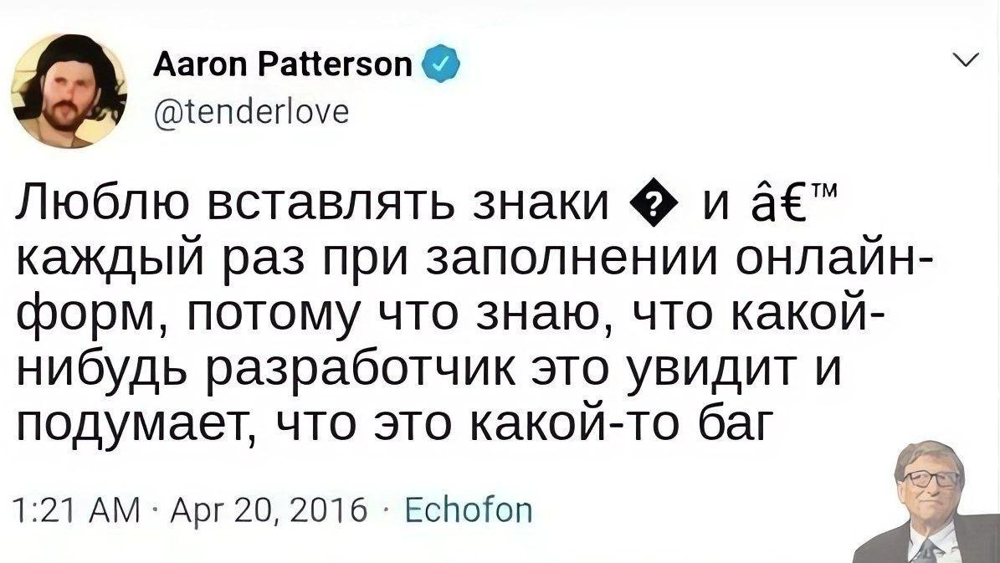 Aaron Patterson
@tenderlove
Люблю вставлять знаки � и â€™
каждый раз при заполнении онлайн-
форм, потому что знаю, что какой-
нибудь разработчик это увидит и
подумает, что это какой-то баг
1:21 AM · Apr 20, 2016 · Echofon